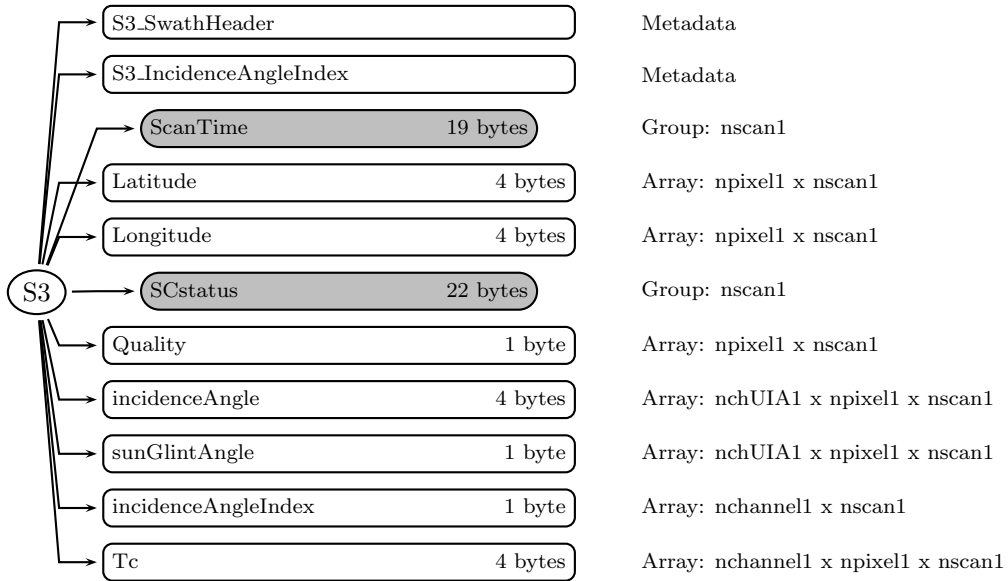 S3_SwathHeader Metadata
S3_IncidenceAngleIndex Metadata
ScanTime 19 bytes Group: nscan1
Latitude 4 bytes Array: npixel1 x nscan1
Longitude 4 bytes Array: npixel1 x nscan1
S3 SCstatus 22 bytes Group: nscan1
Quality 1 byte Array: npixel1 x nscan1
incidenceAngle 4 bytes Array: nchUIA1 x npixel1 x nscan1
sunGlintAngle 1 byte Array: nchUIA1 x npixel1 x nscan1
incidenceAngleIndex 1 byte Array: nchannel1 x nscan1
Tc 4 bytes Array: nchannel1 x npixel1 x nscan1